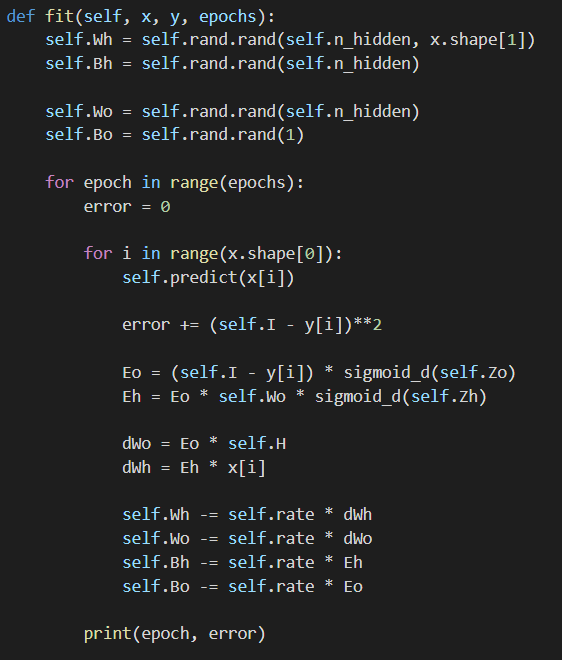 def fit(self, x, y, epochs):
    self.Wh = self.rand.rand(self.n_hidden, x.shape[1])
    self.Bh = self.rand.rand(self.n_hidden)

    self.Wo = self.rand.rand(self.n_hidden)
    self.Bo = self.rand.rand(1)

    for epoch in range(epochs):
        error = 0

        for i in range(x.shape[0]):
            self.predict(x[i])

            error += (self.I - y[i])**2

            Eo = (self.I - y[i]) * sigmoid_d(self.Zo)
            Eh = Eo * self.Wo * sigmoid_d(self.Zh)

            dWo = Eo * self.H
            dWh = Eh * x[i]

            self.Wh -= self.rate * dWh
            self.Wo -= self.rate * dWo
            self.Bh -= self.rate * Eh
            self.Bo -= self.rate * Eo

        print(epoch, error)